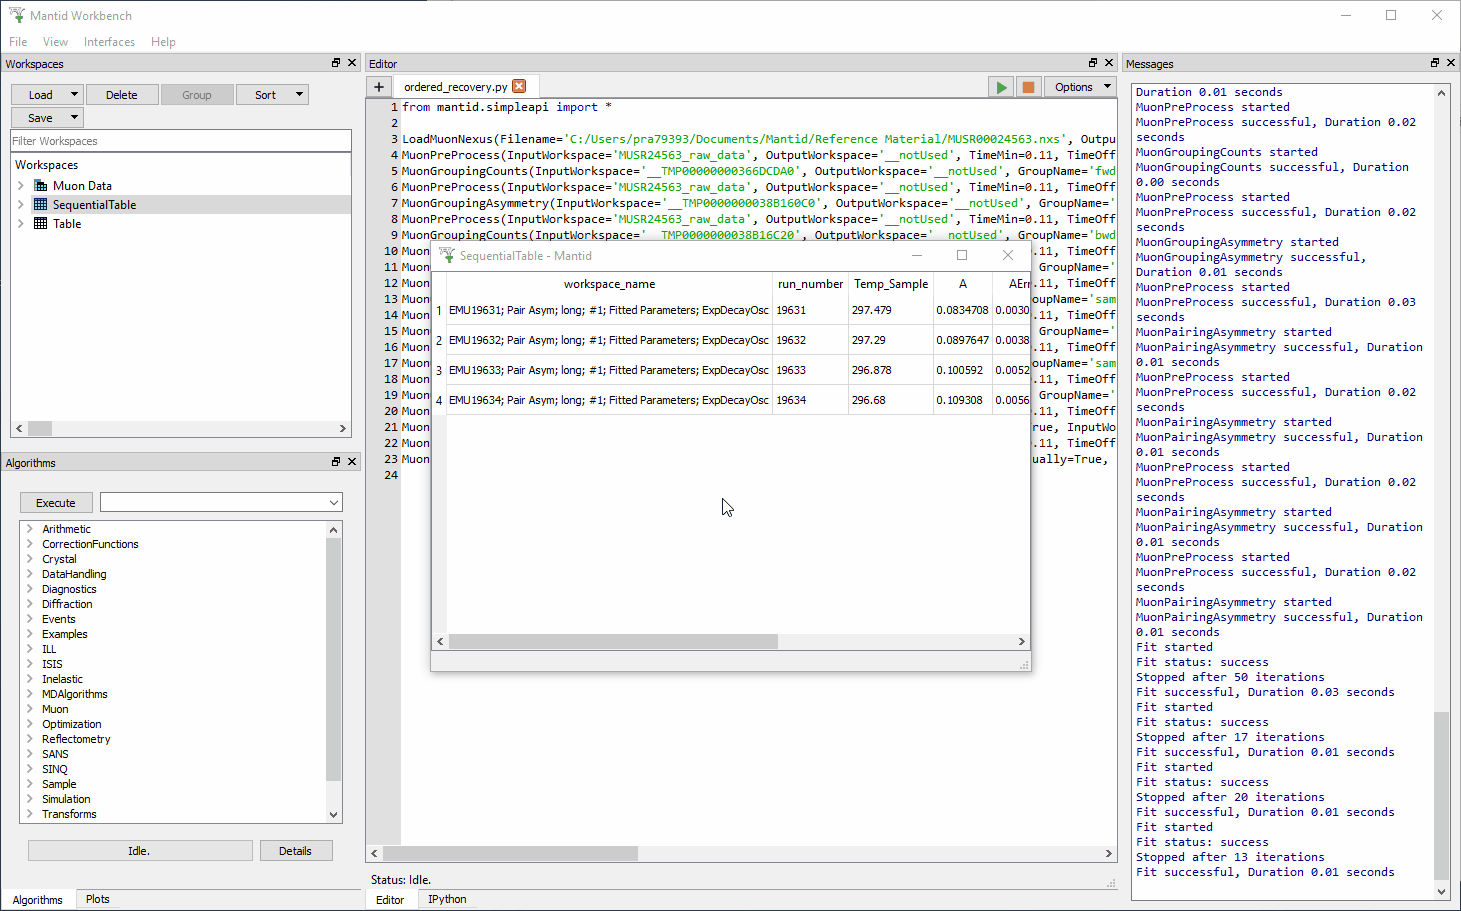 Mantid Workbench
File View Interfaces Help
Workspaces
Load Delete Group Sort
Save
Filter Workspaces
Workspaces
Muon Data
SequentialTable
Table
Algorithms
Execute
Arithmetic
CorrectionFunctions
Crystal
DataHandling
Diagnostics
Diffraction
Events
Examples
ILL
ISIS
Inelastic
MDAlgorithms
Muon
Optimization
Reflectometry
SANS
SINQ
Sample
Simulation
Transforms
Idle. Details
Algorithms Plots
Editor
+ ordered_recovery.py Options
1 from mantid.simpleapi import *
2
3 LoadMuonNexus(Filename='C:/Users/pra79393/Documents/Mantid/Reference Material/MUSR00024563.nxs', Outpu
4 MuonPreProcess(InputWorkspace='MUSR24563_raw_data', OutputWorkspace='__notUsed', TimeMin=0.11, TimeOff
5 MuonGroupingCounts(InputWorkspace='__TMP00000000366DCDA0', OutputWorkspace='__notUsed', GroupName='fwd
6 MuonPreProcess(InputWorkspace='MUSR24563_raw_data', OutputWorkspace='__notUsed', TimeMin=0.11, TimeOff
7 MuonGroupingAsymmetry(InputWorkspace='__TMP0000000038B160C0', OutputWorkspace='__notUsed', GroupName='
8 MuonPreProcess(InputWorkspace='MUSR24563_raw_data', OutputWorkspace='__notUsed', TimeMin=0.11, TimeOff
9 MuonGroupingCounts(InputWorkspace='__TMP0000000038B16C20', OutputWorkspace='__notUsed', GroupName='bwd
10 Muon .11, TimeOff
11 Muon GroupName='
12 Muon .11, TimeOff
13 Muon oupName='sam
14 Muon .11, TimeOff
15 Muon GroupName='
16 Muon .11, TimeOff
17 Muon oupName='sam
18 Muon .11, TimeOff
19 Muon GroupName='
20 Muon .11, TimeOff
21 Muon rue, InputWo
22 Muon .11, TimeOff
23 Muon ually=True,
24
SequentialTable - Mantid
workspace_name run_number Temp_Sample A AErr
1 EMU19631; Pair Asym; long; #1; Fitted Parameters; ExpDecayOsc 19631 297.479 0.0834708 0.0030
2 EMU19632; Pair Asym; long; #1; Fitted Parameters; ExpDecayOsc 19632 297.29 0.0897647 0.0038
3 EMU19633; Pair Asym; long; #1; Fitted Parameters; ExpDecayOsc 19633 296.878 0.100592 0.0052
4 EMU19634; Pair Asym; long; #1; Fitted Parameters; ExpDecayOsc 19634 296.68 0.109308 0.0056
Status: Idle.
Editor IPython
Messages
Duration 0.01 seconds
MuonPreProcess started
MuonPreProcess successful, Duration 0.02
seconds
MuonGroupingCounts started
MuonGroupingCounts successful, Duration
0.00 seconds
MuonPreProcess started
MuonPreProcess successful, Duration 0.02
seconds
MuonGroupingAsymmetry started
MuonGroupingAsymmetry successful,
Duration 0.01 seconds
MuonPreProcess started
MuonPreProcess successful, Duration 0.03
seconds
MuonPairingAsymmetry started
MuonPairingAsymmetry successful, Duration
0.01 seconds
MuonPreProcess started
MuonPreProcess successful, Duration 0.02
seconds
MuonPairingAsymmetry started
MuonPairingAsymmetry successful, Duration
0.01 seconds
MuonPreProcess started
MuonPreProcess successful, Duration 0.02
seconds
MuonPairingAsymmetry started
MuonPairingAsymmetry successful, Duration
0.01 seconds
MuonPreProcess started
MuonPreProcess successful, Duration 0.02
seconds
MuonPairingAsymmetry started
MuonPairingAsymmetry successful, Duration
0.01 seconds
Fit started
Fit status: success
Stopped after 50 iterations
Fit successful, Duration 0.03 seconds
Fit started
Fit status: success
Stopped after 17 iterations
Fit successful, Duration 0.01 seconds
Fit started
Fit status: success
Stopped after 20 iterations
Fit successful, Duration 0.01 seconds
Fit started
Fit status: success
Stopped after 13 iterations
Fit successful, Duration 0.01 seconds